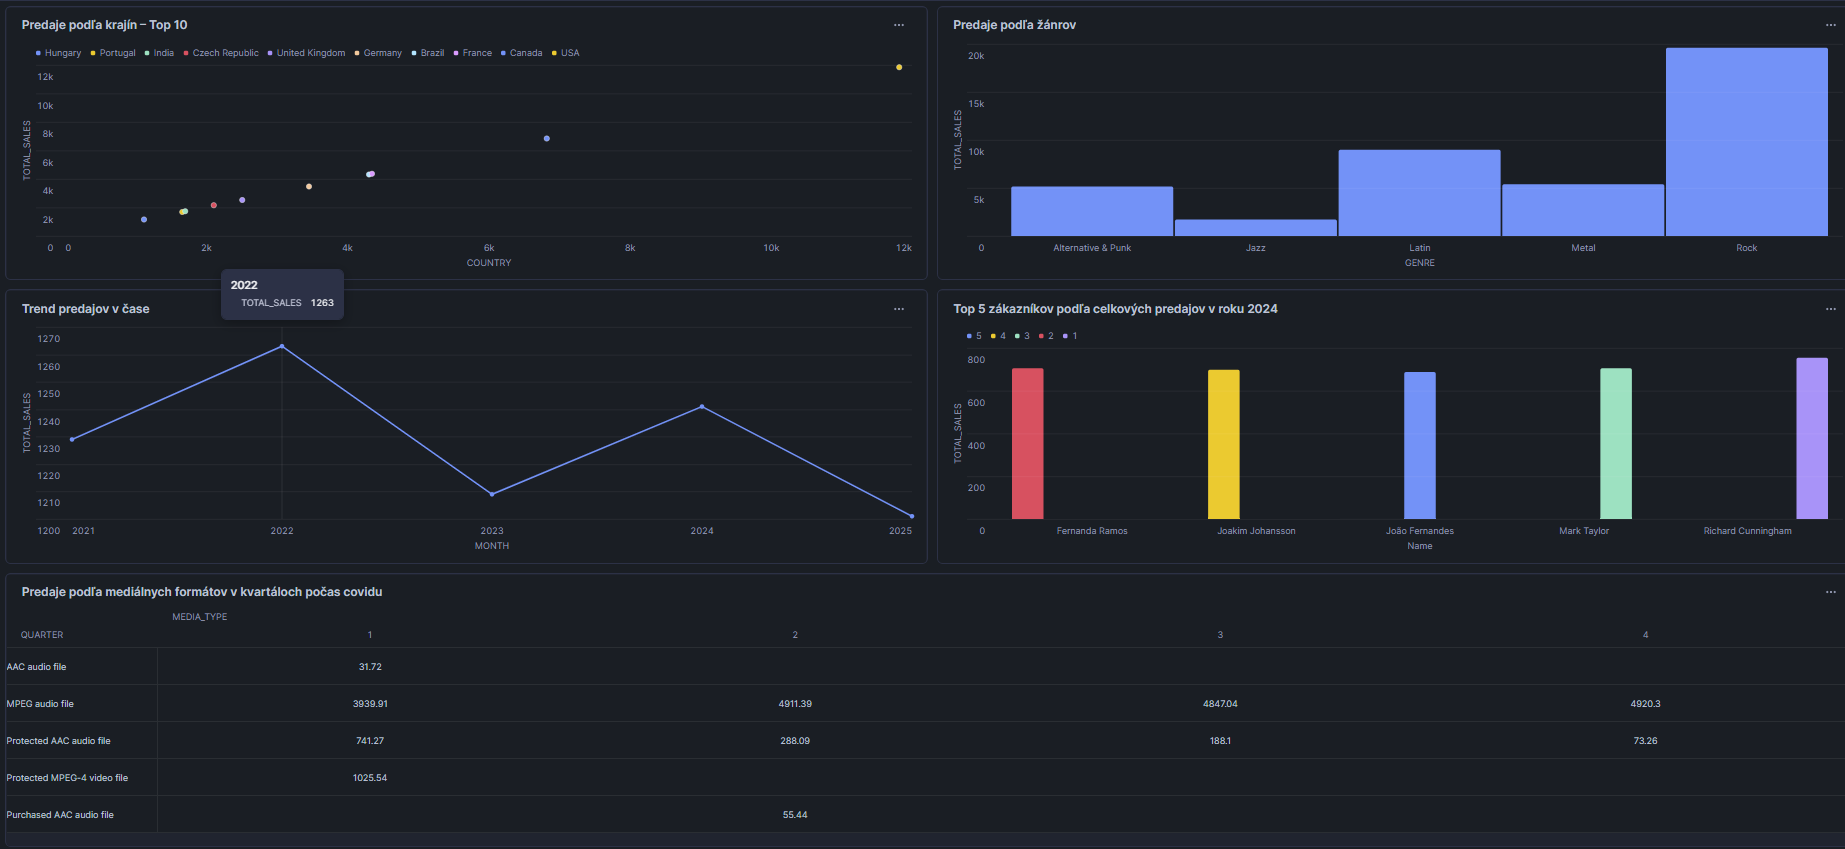 Predaje podľa krajín – Top 10
...
Hungary Portugal India Czech Republic United Kingdom Germany Brazil France Canada USA
12k
10k
8k
6k
4k
2k
0
TOTAL_SALES
0 2k 4k 6k 8k 10k 12k
COUNTRY
Predaje podľa žánrov
...
20k
15k
10k
5k
0
TOTAL_SALES
Alternative & Punk Jazz Latin Metal Rock
GENRE
2022
TOTAL_SALES 1263
Trend predajov v čase
...
1270
1260
1250
1240
1230
1220
1210
1200
TOTAL_SALES
2021 2022 2023 2024 2025
MONTH
Top 5 zákazníkov podľa celkových predajov v roku 2024
...
5 4 3 2 1
800
600
400
200
0
TOTAL_SALES
Fernanda Ramos Joakim Johansson João Fernandes Mark Taylor Richard Cunningham
Name
Predaje podľa mediálnych formátov v kvartáloch počas covidu
...
MEDIA_TYPE
QUARTER 1 2 3 4
AAC audio file 31.72
MPEG audio file 3939.91 4911.39 4847.04 4920.3
Protected AAC audio file 741.27 288.09 188.1 73.26
Protected MPEG-4 video file 1025.54
Purchased AAC audio file 55.44